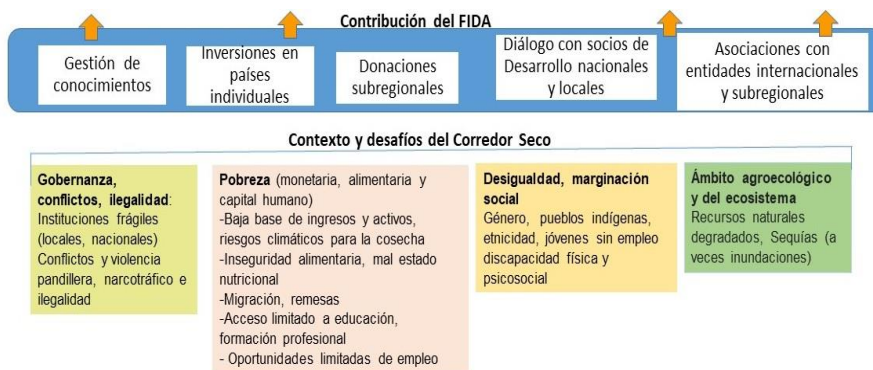 Contribución del FIDA
Gestión de
conocimientos
Inversiones en
países
individuales
Donaciones
subregionales
Diálogo con socios de
Desarrollo nacionales
y locales
Asociaciones con
entidades internacionales
y subregionales
Contexto y desafíos del Corredor Seco
Gobernanza,
conflictos, ilegalidad:
Instituciones frágiles
(locales, nacionales)
Conflictos y violencia
pandillera, narcotráfico e
ilegalidad
Pobreza (monetaria, alimentaria y
capital humano)
-Baja base de ingresos y activos,
riesgos climáticos para la cosecha
-Inseguridad alimentaria, mal estado
nutricional
-Migración, remesas
-Acceso limitado a educación,
formación profesional
- Oportunidades limitadas de empleo
Desigualdad, marginación
social
Género, pueblos indígenas,
etnicidad, jóvenes sin empleo
discapacidad física y
psicosocial
Ámbito agroecológico
y del ecosistema
Recursos naturales
degradados, Sequías (a
veces inundaciones)